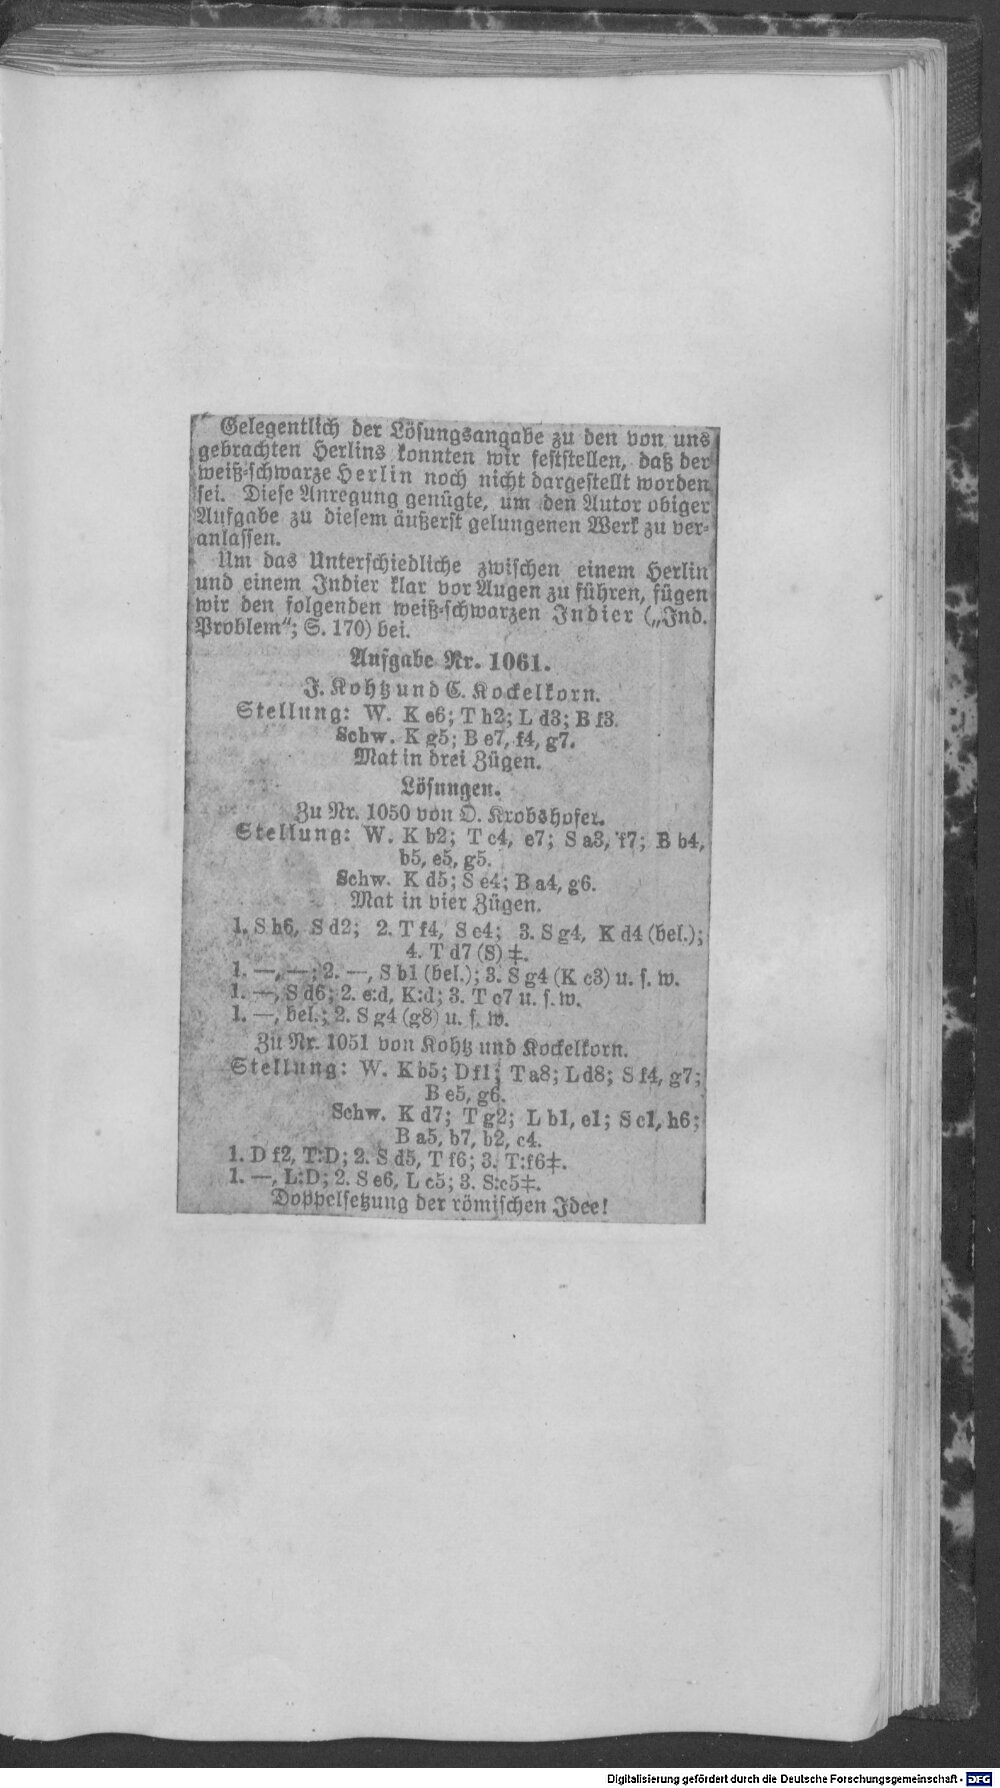 Gelegentlich der Lösungsangabe zu den von uns
gebrachten Herlins konnten wir feststellen, daß der
weiß-schwarze Herlin noch nicht dargestellt worden
sei. Diese Anregung genügte, um den Autor obiger
Aufgabe zu diesem äußerst gelungenen Werk zu ver-
anlassen.
Um das Unterschiedliche zwischen einem Herlin
und einem Indier klar vor Augen zu führen, fügen
wir den folgenden weiß-schwarzen Indier („Ind.
Problem“; S. 170) bei.
Aufgabe Nr. 1061.
J. Kohtz und C. Kockelkorn.
Stellung: W. K e6; T h2; L d3; B f3.
Schw. K g5; B e7, f4, g7.
Mat in drei Zügen.
Lösungen.
Zu Nr. 1050 von O. Krobshofer.
Stellung: W. K b2; T c4, e7; S a3, f7; B b4,
b5, e5, g5.
Schw. K d5; S e4; B a4, g6.
Mat in vier Zügen.
1. S h6, S d2; 2. T f4, S c4; 3. S g4, K d4 (bel.);
4. T d7 (S) ‡.
1. —, —; 2. —, S b1 (bel.); 3. S g4 (K c3) u. s. w.
1. —, S d6; 2. e:d, K:d; 3. T c7 u. s. w.
1. —, bel.; 2. S g4 (g8) u. s. w.
Zu Nr. 1051 von Kohtz und Kockelkorn.
Stellung: W. K b5; D f1; T a8; L d8; S f4, g7;
B e5, g6.
Schw. K d7; T g2; L b1, e1; S c1, h6;
B a5, b7, b2, c4.
1. D f2, T:D; 2. S d5, T f6; 3. T:f6‡.
1. —, L:D; 2. S e6, L c5; 3. S:c5‡.
Doppelsetzung der römischen Idee!
Digitalisierung gefördert durch die Deutsche Forschungsgemeinschaft - DFG